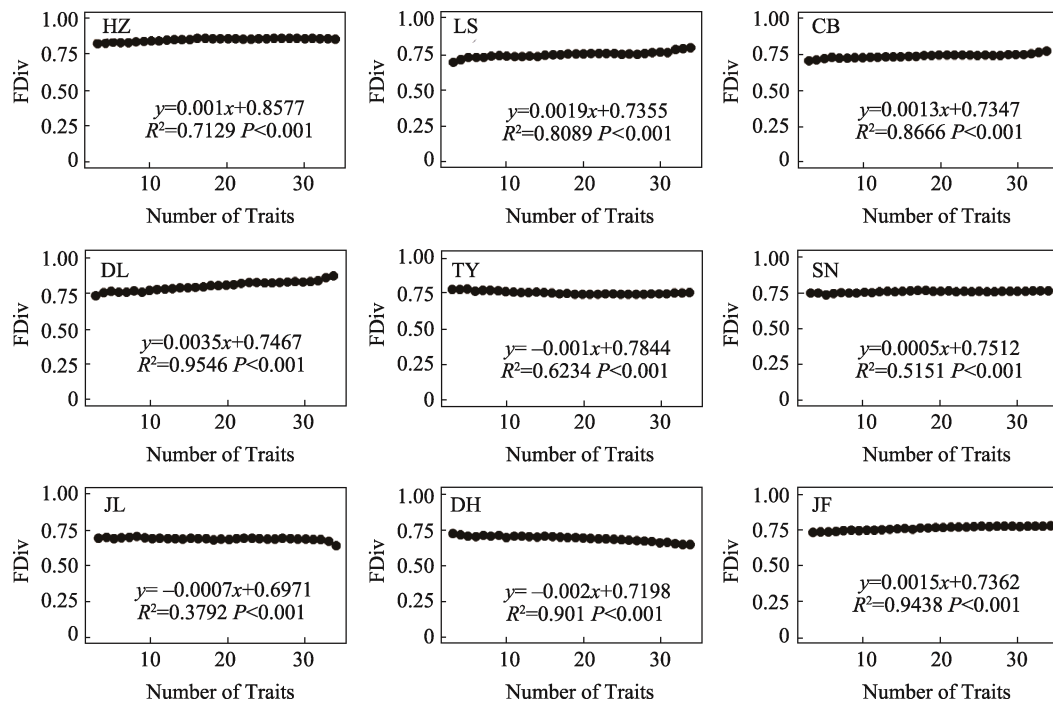 HZ
FDiv
1.00
0.75
0.50
0.25
0
y=0.001x+0.8577
R²=0.7129 P<0.001
10 20 30
Number of Traits
LS
FDiv
1.00
0.75
0.50
0.25
0
y=0.0019x+0.7355
R²=0.8089 P<0.001
10 20 30
Number of Traits
CB
FDiv
1.00
0.75
0.50
0.25
0
y=0.0013x+0.7347
R²=0.8666 P<0.001
10 20 30
Number of Traits
DL
FDiv
1.00
0.75
0.50
0.25
0
y=0.0035x+0.7467
R²=0.9546 P<0.001
10 20 30
Number of Traits
TY
FDiv
1.00
0.75
0.50
0.25
0
y= –0.001x+0.7844
R²=0.6234 P<0.001
10 20 30
Number of Traits
SN
FDiv
1.00
0.75
0.50
0.25
0
y=0.0005x+0.7512
R²=0.5151 P<0.001
10 20 30
Number of Traits
JL
FDiv
1.00
0.75
0.50
0.25
0
y= –0.0007x+0.6971
R²=0.3792 P<0.001
10 20 30
Number of Traits
DH
FDiv
1.00
0.75
0.50
0.25
0
y= –0.002x+0.7198
R²=0.901 P<0.001
10 20 30
Number of Traits
JF
FDiv
1.00
0.75
0.50
0.25
0
y=0.0015x+0.7362
R²=0.9438 P<0.001
10 20 30
Number of Traits